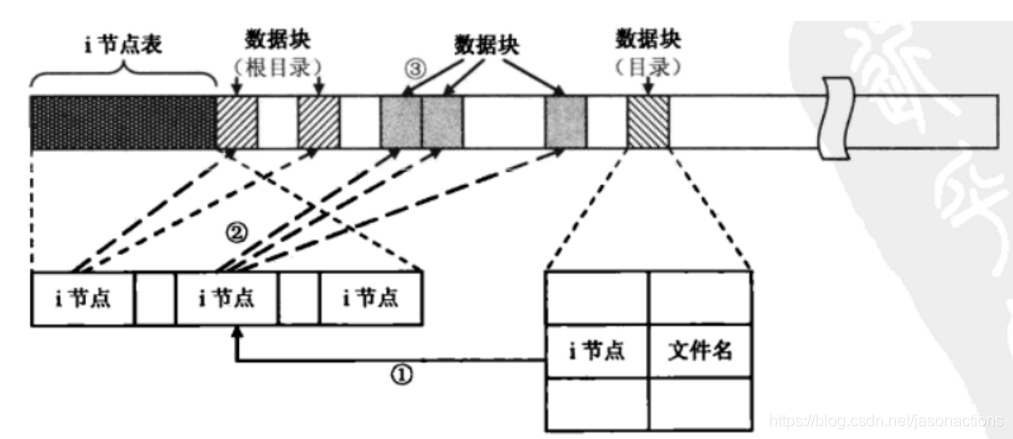 i 节点表
数据块
（根目录）
③
数据块
数据块
（目录）
②
i 节点
i 节点
i 节点
i 节点
文件名
①
https://blog.csdn.net/jasonactions